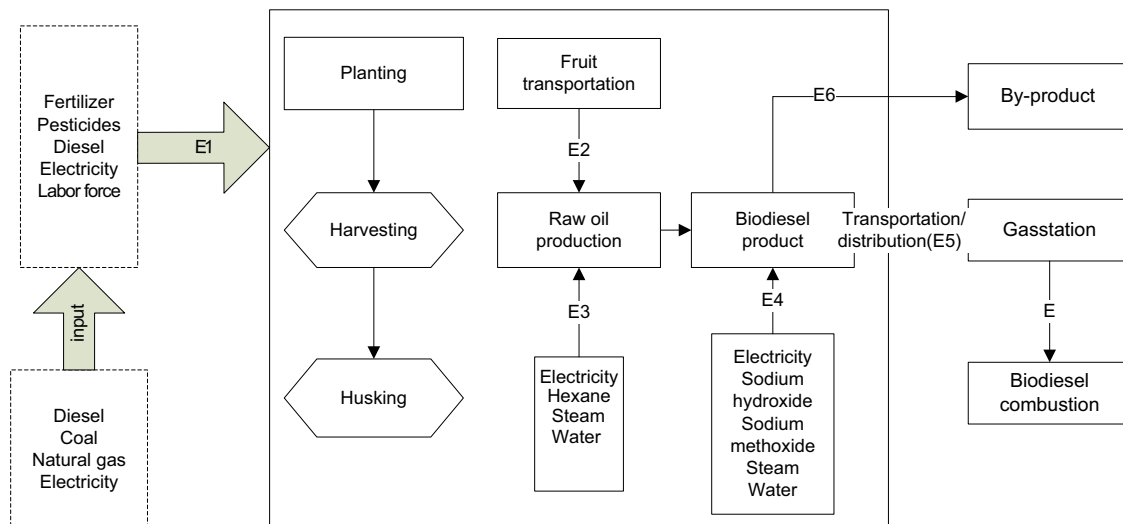 Fertilizer
Pesticides
Diesel
Electricity
Labor force
E1
input
Diesel
Coal
Natural gas
Electricity
Planting
Harvesting
Husking
Fruit
transportation
E2
Raw oil
production
E3
Electricity
Hexane
Steam
Water
Biodiesel
product
E4
Electricity
Sodium
hydroxide
Sodium
methoxide
Steam
Water
E6
By-product
Transportation/
distribution(E5)
Gasstation
E
Biodiesel
combustion